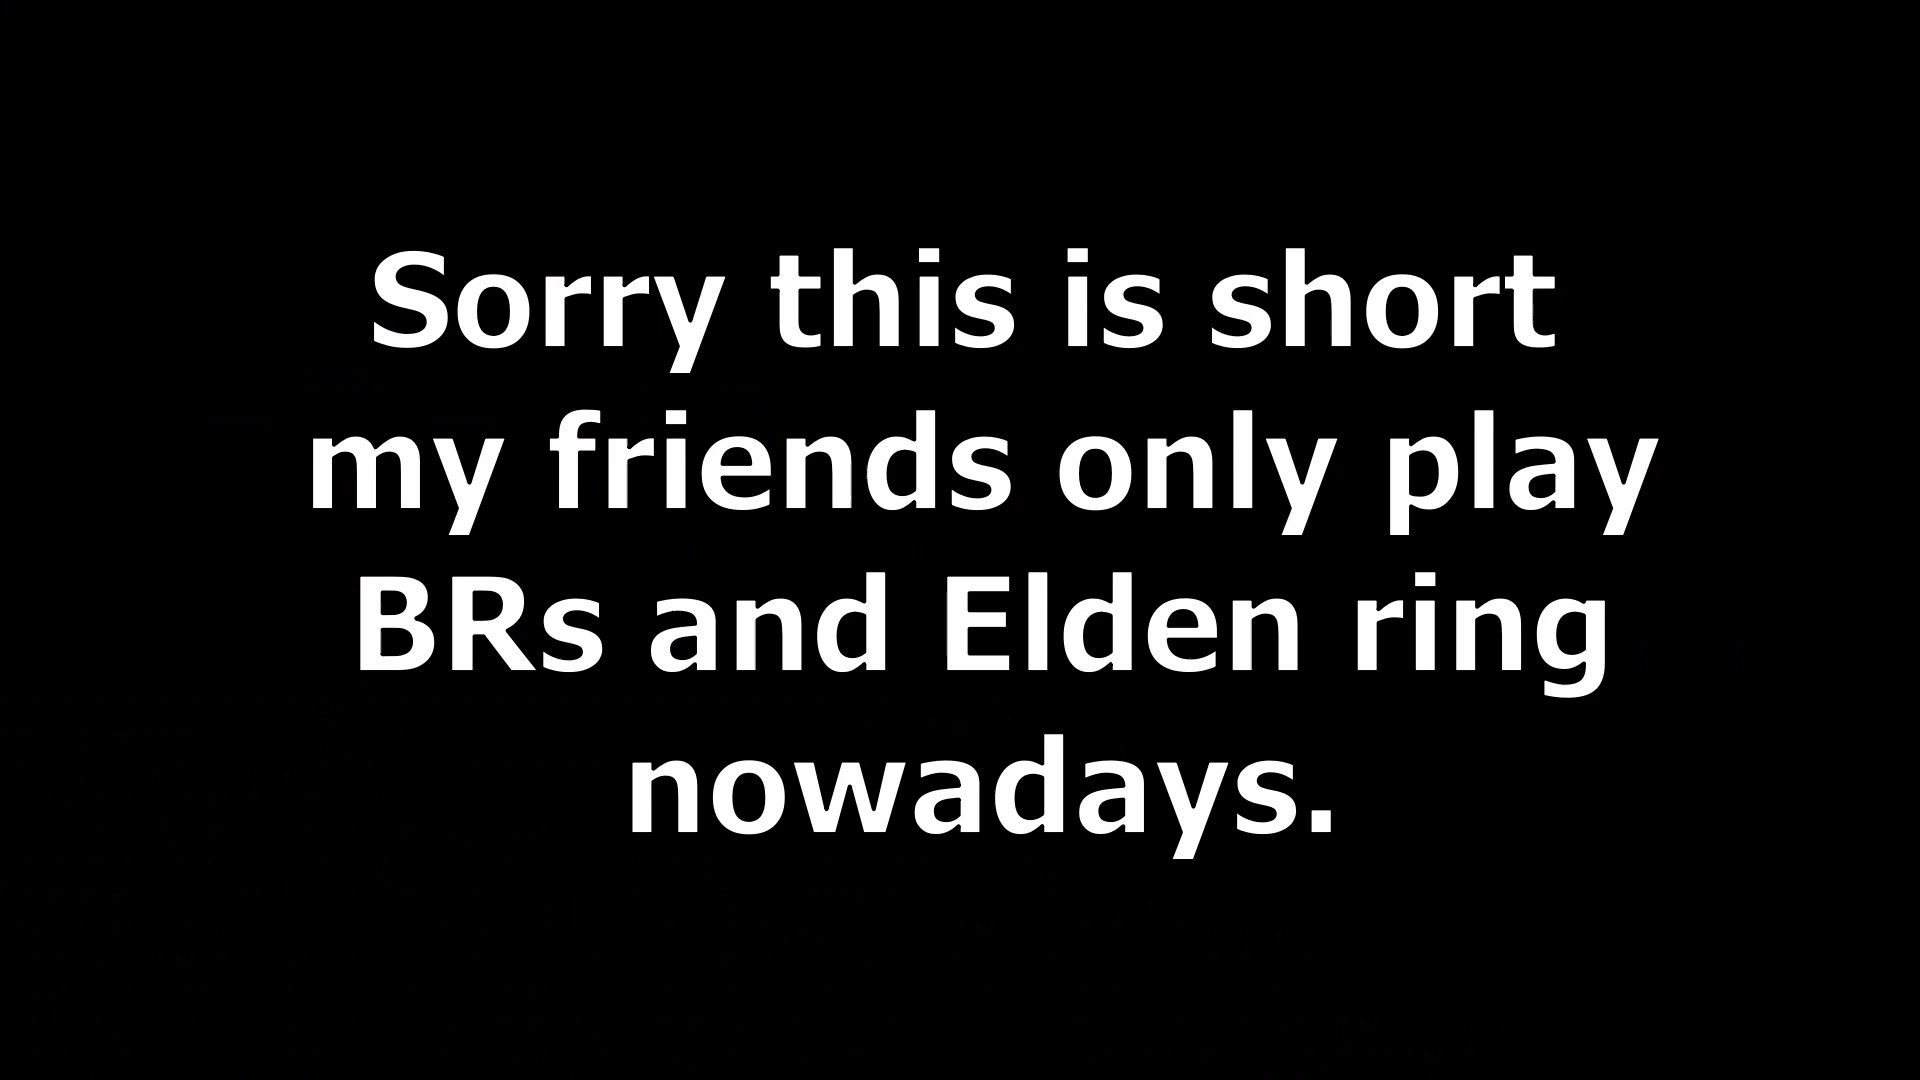 Sorry this is short
my friends only play
BRs and Elden ring
nowadays.